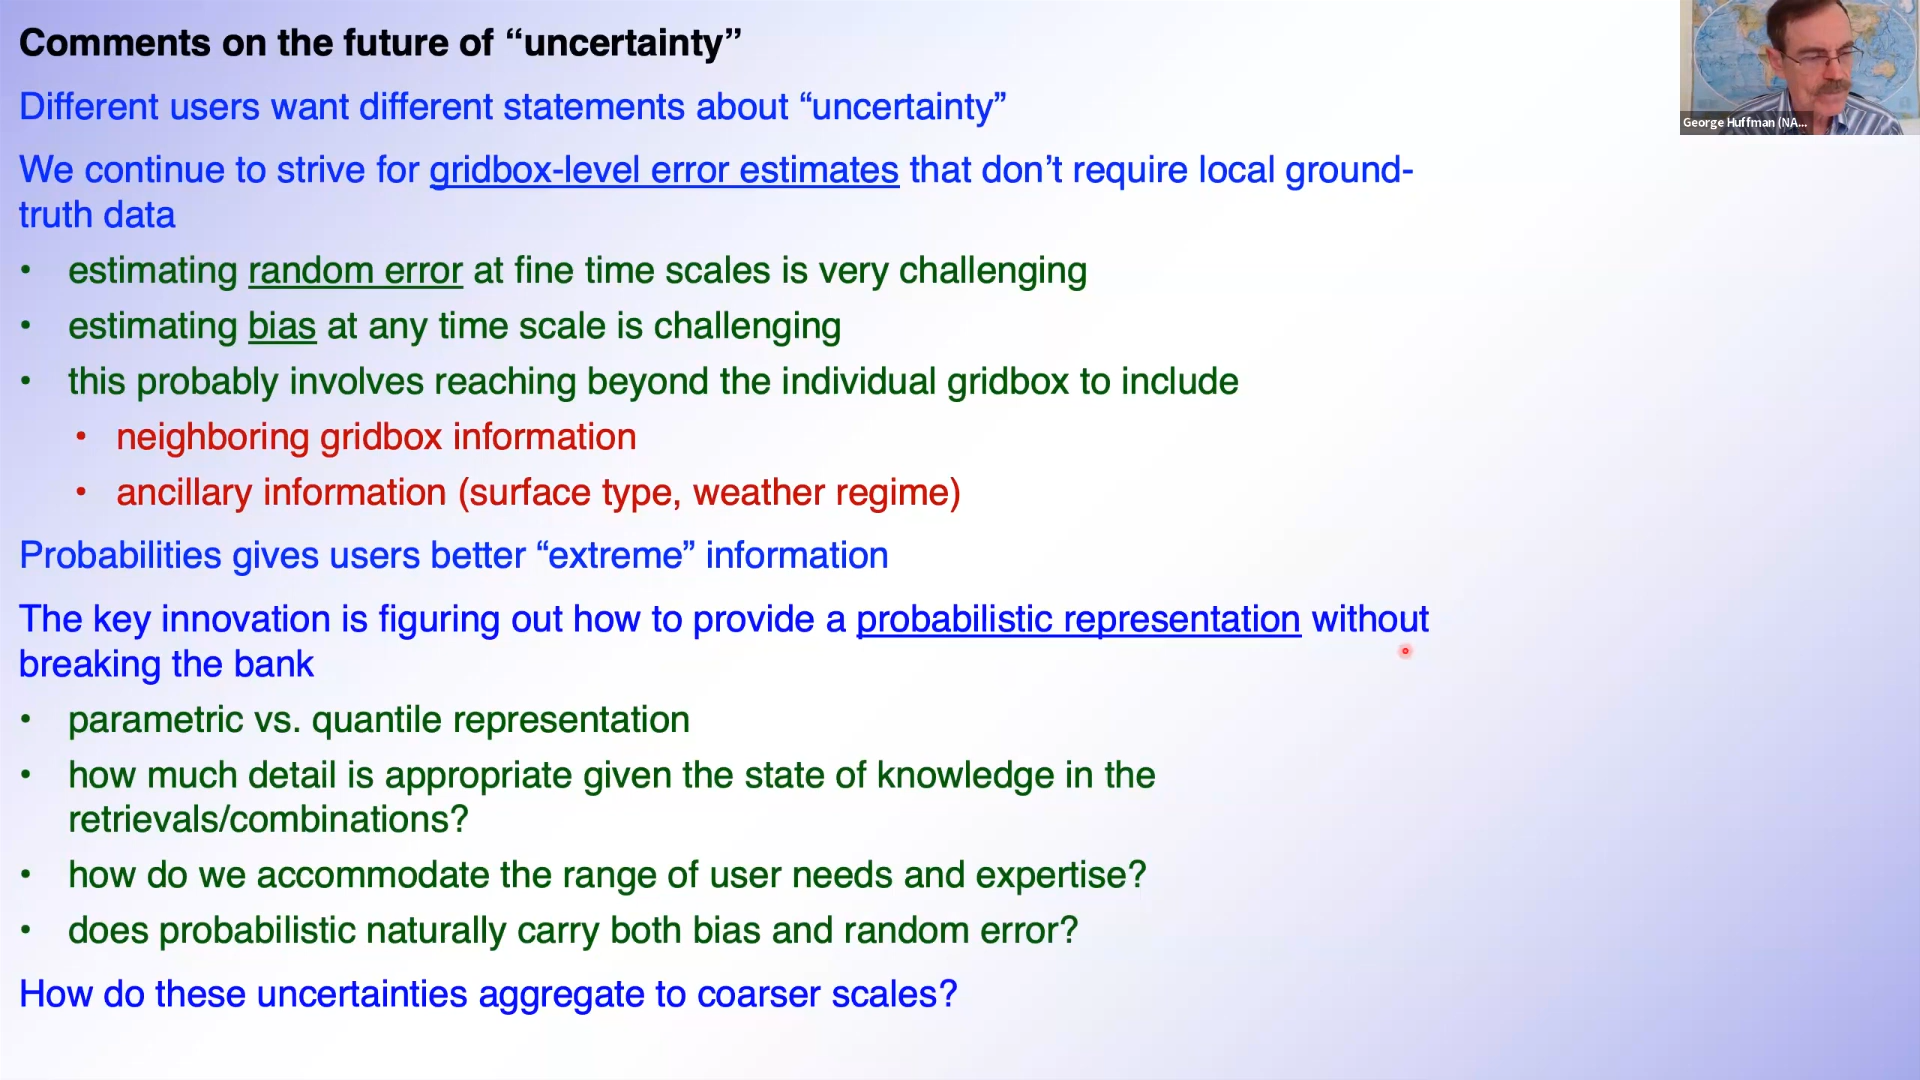 Comments on the future of “uncertainty”
Different users want different statements about “uncertainty”
We continue to strive for gridbox-level error estimates that don’t require local ground-
truth data
• estimating random error at fine time scales is very challenging
• estimating bias at any time scale is challenging
• this probably involves reaching beyond the individual gridbox to include
• neighboring gridbox information
• ancillary information (surface type, weather regime)
Probabilities gives users better “extreme” information
The key innovation is figuring out how to provide a probabilistic representation without
breaking the bank
• parametric vs. quantile representation
• how much detail is appropriate given the state of knowledge in the
retrievals/combinations?
• how do we accommodate the range of user needs and expertise?
• does probabilistic naturally carry both bias and random error?
How do these uncertainties aggregate to coarser scales?
George Huffman (NA...